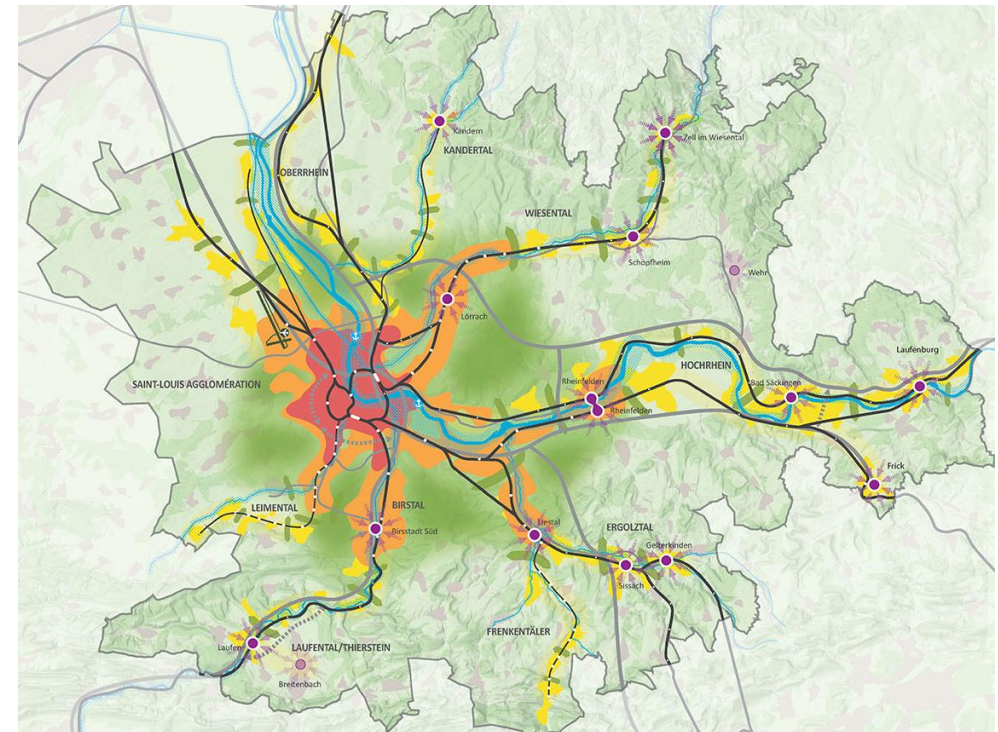 Kandern
KANDERTAL
Zell im Wiesental
OBERRHEIN
WIESENTAL
Schopfheim
Wehr
Lörrach
Laufenburg
HOCHRHEIN
SAINT-LOUIS AGGLOMÉRATION
Rheinfelden
Bad Säckingen
Rheinfelden
Frick
LEIMENTAL
BIRSTAL
Birsstadt Süd
Liestal
ERGOLZTAL
Gelterkinden
Sissach
FRENKENTÄLER
Laufen
LAUFENTAL/THIERSTEIN
Breitenbach